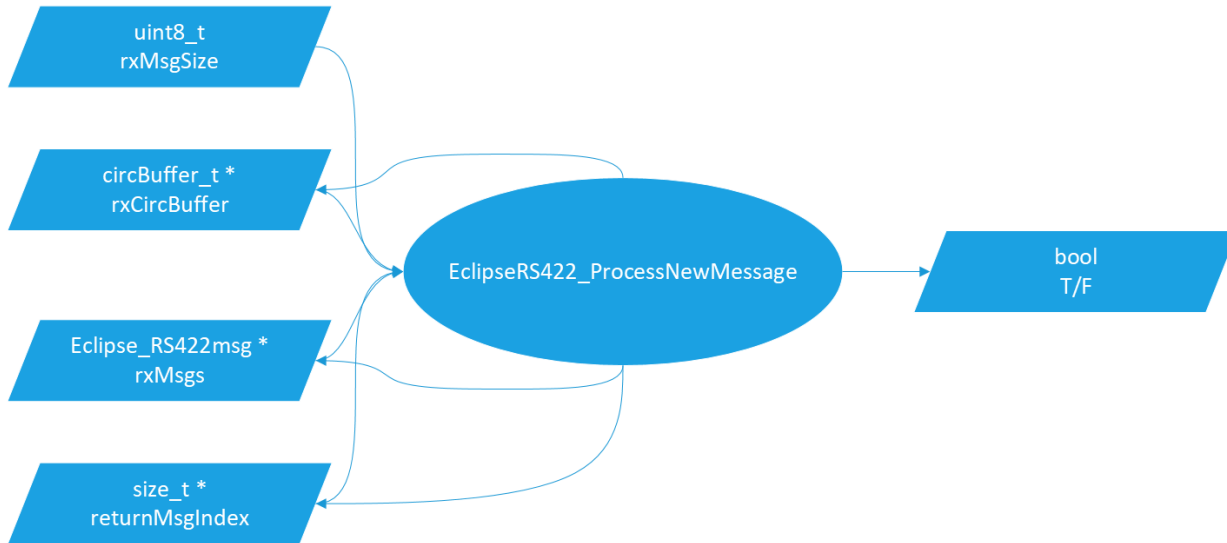 uint8_t
rxMsgSize
circBuffer_t *
rxCircBuffer
Eclipse_RS422msg *
rxMsgs
size_t *
returnMsgIndex
EclipseRS422_ProcessNewMessage
bool
T/F